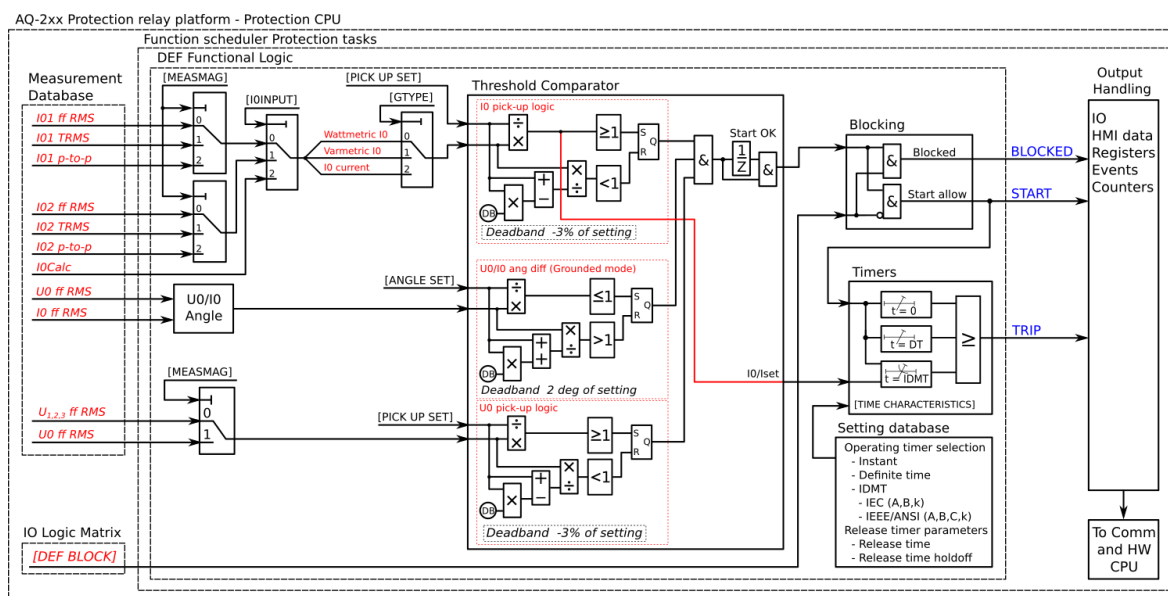 AQ-2xx Protection relay platform - Protection CPU
Function scheduler Protection tasks
DEF Functional Logic
Measurement
Database
I01 ff RMS
I01 TRMS
I01 p-to-p
I02 ff RMS
I02 TRMS
I02 p-to-p
I0Calc
U0 ff RMS
I0 ff RMS
U1,2,3 ff RMS
U0 ff RMS
IO Logic Matrix
[DEF BLOCK]
[MEASMAG]
0
1
2
0
1
2
[I0INPUT]
0
1
2
Wattmetric I0
Varmetric I0
I0 current
[PICK UP SET]
[GTYPE]
0
1
2
U0/I0
Angle
[ANGLE SET]
[MEASMAG]
0
1
[PICK UP SET]
Threshold Comparator
I0 pick-up logic
÷
×
≥1
S
R
Q
×
÷
<1
+
−
×
DB
Deadband -3% of setting
U0/I0 ang diff (Grounded mode)
÷
×
≤1
S
R
Q
×
÷
>1
+
+
×
DB
Deadband 2 deg of setting
U0 pick-up logic
÷
×
≥1
S
R
Q
×
÷
<1
+
−
×
DB
Deadband -3% of setting
&
Start OK
1
Z
&
I0/Iset
Blocking
&
Blocked
&
Start allow
Timers
t = 0
t = DT
t = IDMT
≥
[TIME CHARACTERISTICS]
Setting database
Operating timer selection
- Instant
- Definite time
- IDMT
- IEC (A,B,k)
- IEEE/ANSI (A,B,C,k)
Release timer parameters
- Release time
- Release time holdoff
BLOCKED
START
TRIP
Output
Handling
IO
HMI data
Registers
Events
Counters
To Comm
and HW
CPU